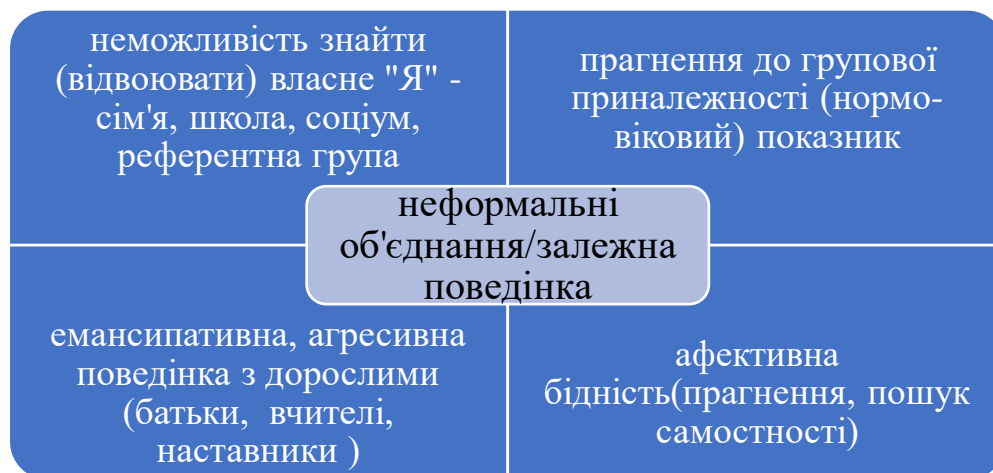 неможливість знайти
(відвоювати) власне "Я" -
сім'я, школа, соціум,
референтна група
прагнення до групової
приналежності (нормо-
віковий) показник
неформальні
об'єднання/залежна
поведінка
емансипативна, агресивна
поведінка з дорослими
(батьки, вчителі,
наставники )
афективна
бідність(прагнення, пошук
самостності)